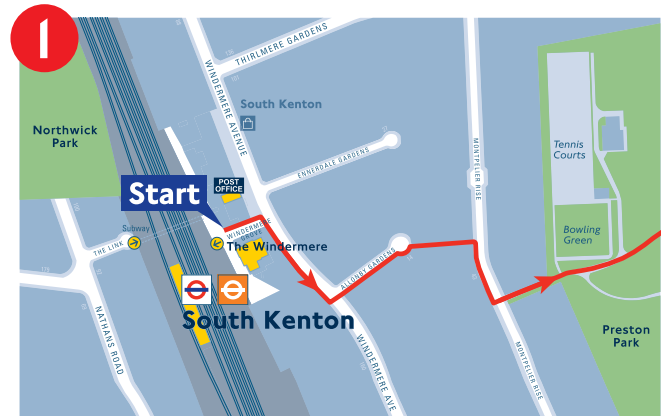 1
THIRLMERE GARDENS
WINDERMERE AVENUE
South Kenton
Northwick
Park
MONTPELIER RISE
Tennis
Courts
ENNERDALE GARDENS
POST
OFFICE
Start
WINDERMERE
GROVE
Subway
THE LINK
The Windermere
Bowling
Green
ALLONBY GARDENS
South Kenton
NATHANS ROAD
WINDERMERE AVE
MONTPELIER RISE
Preston
Park